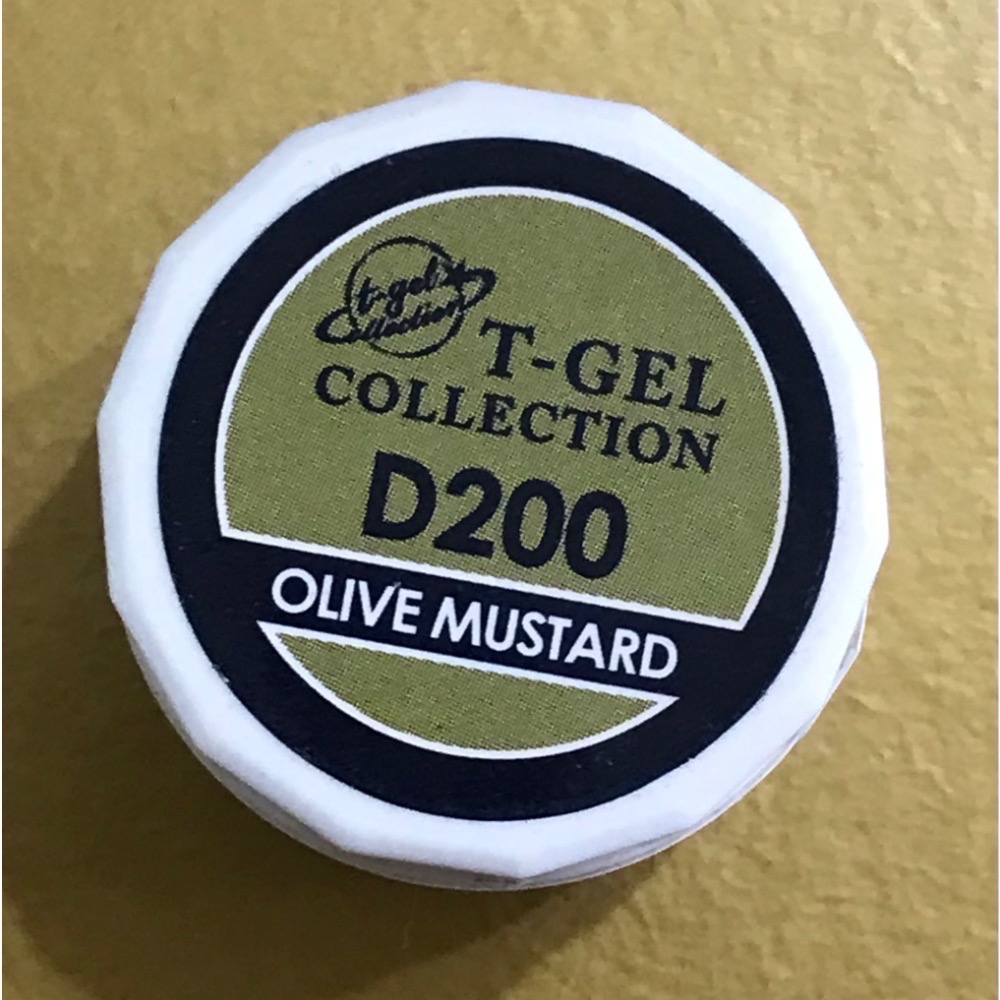 t-gel
collection
T-GEL
COLLECTION
D200
OLIVE MUSTARD